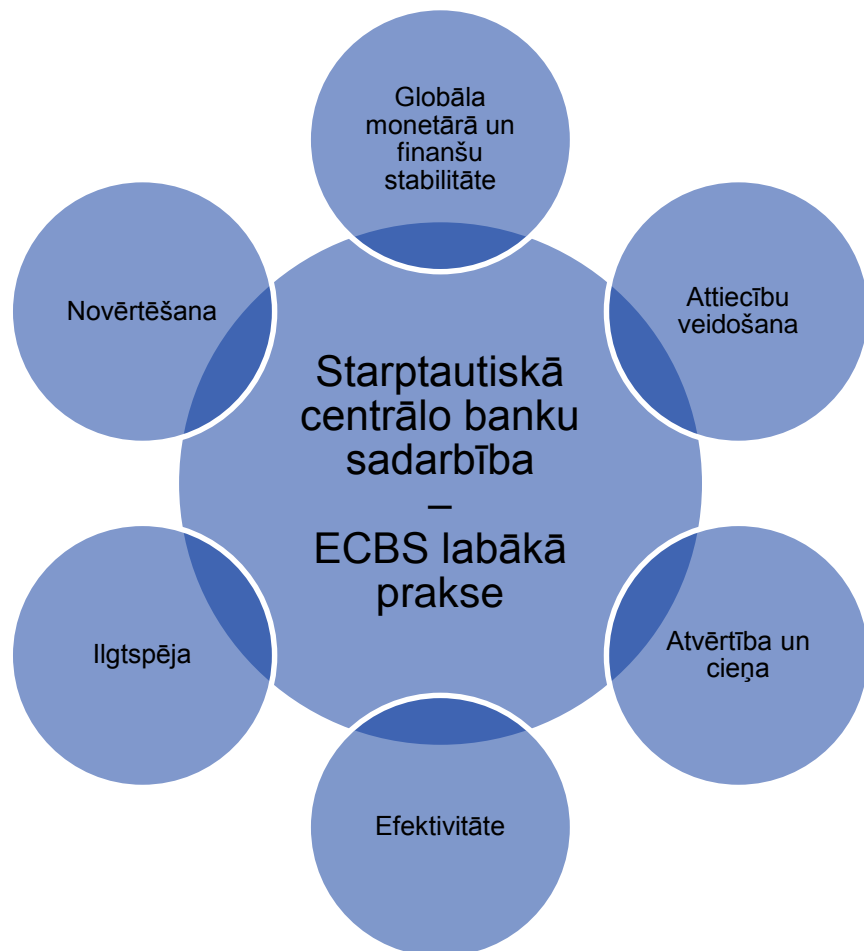 Globāla
monetārā un
finanšu
stabilitāte
Attiecību
veidošana
Atvērtība un
cieņa
Efektivitāte
Ilgtspēja
Novērtēšana
Starptautiskā
centrālo banku
sadarbība
–
ECBS labākā
prakse